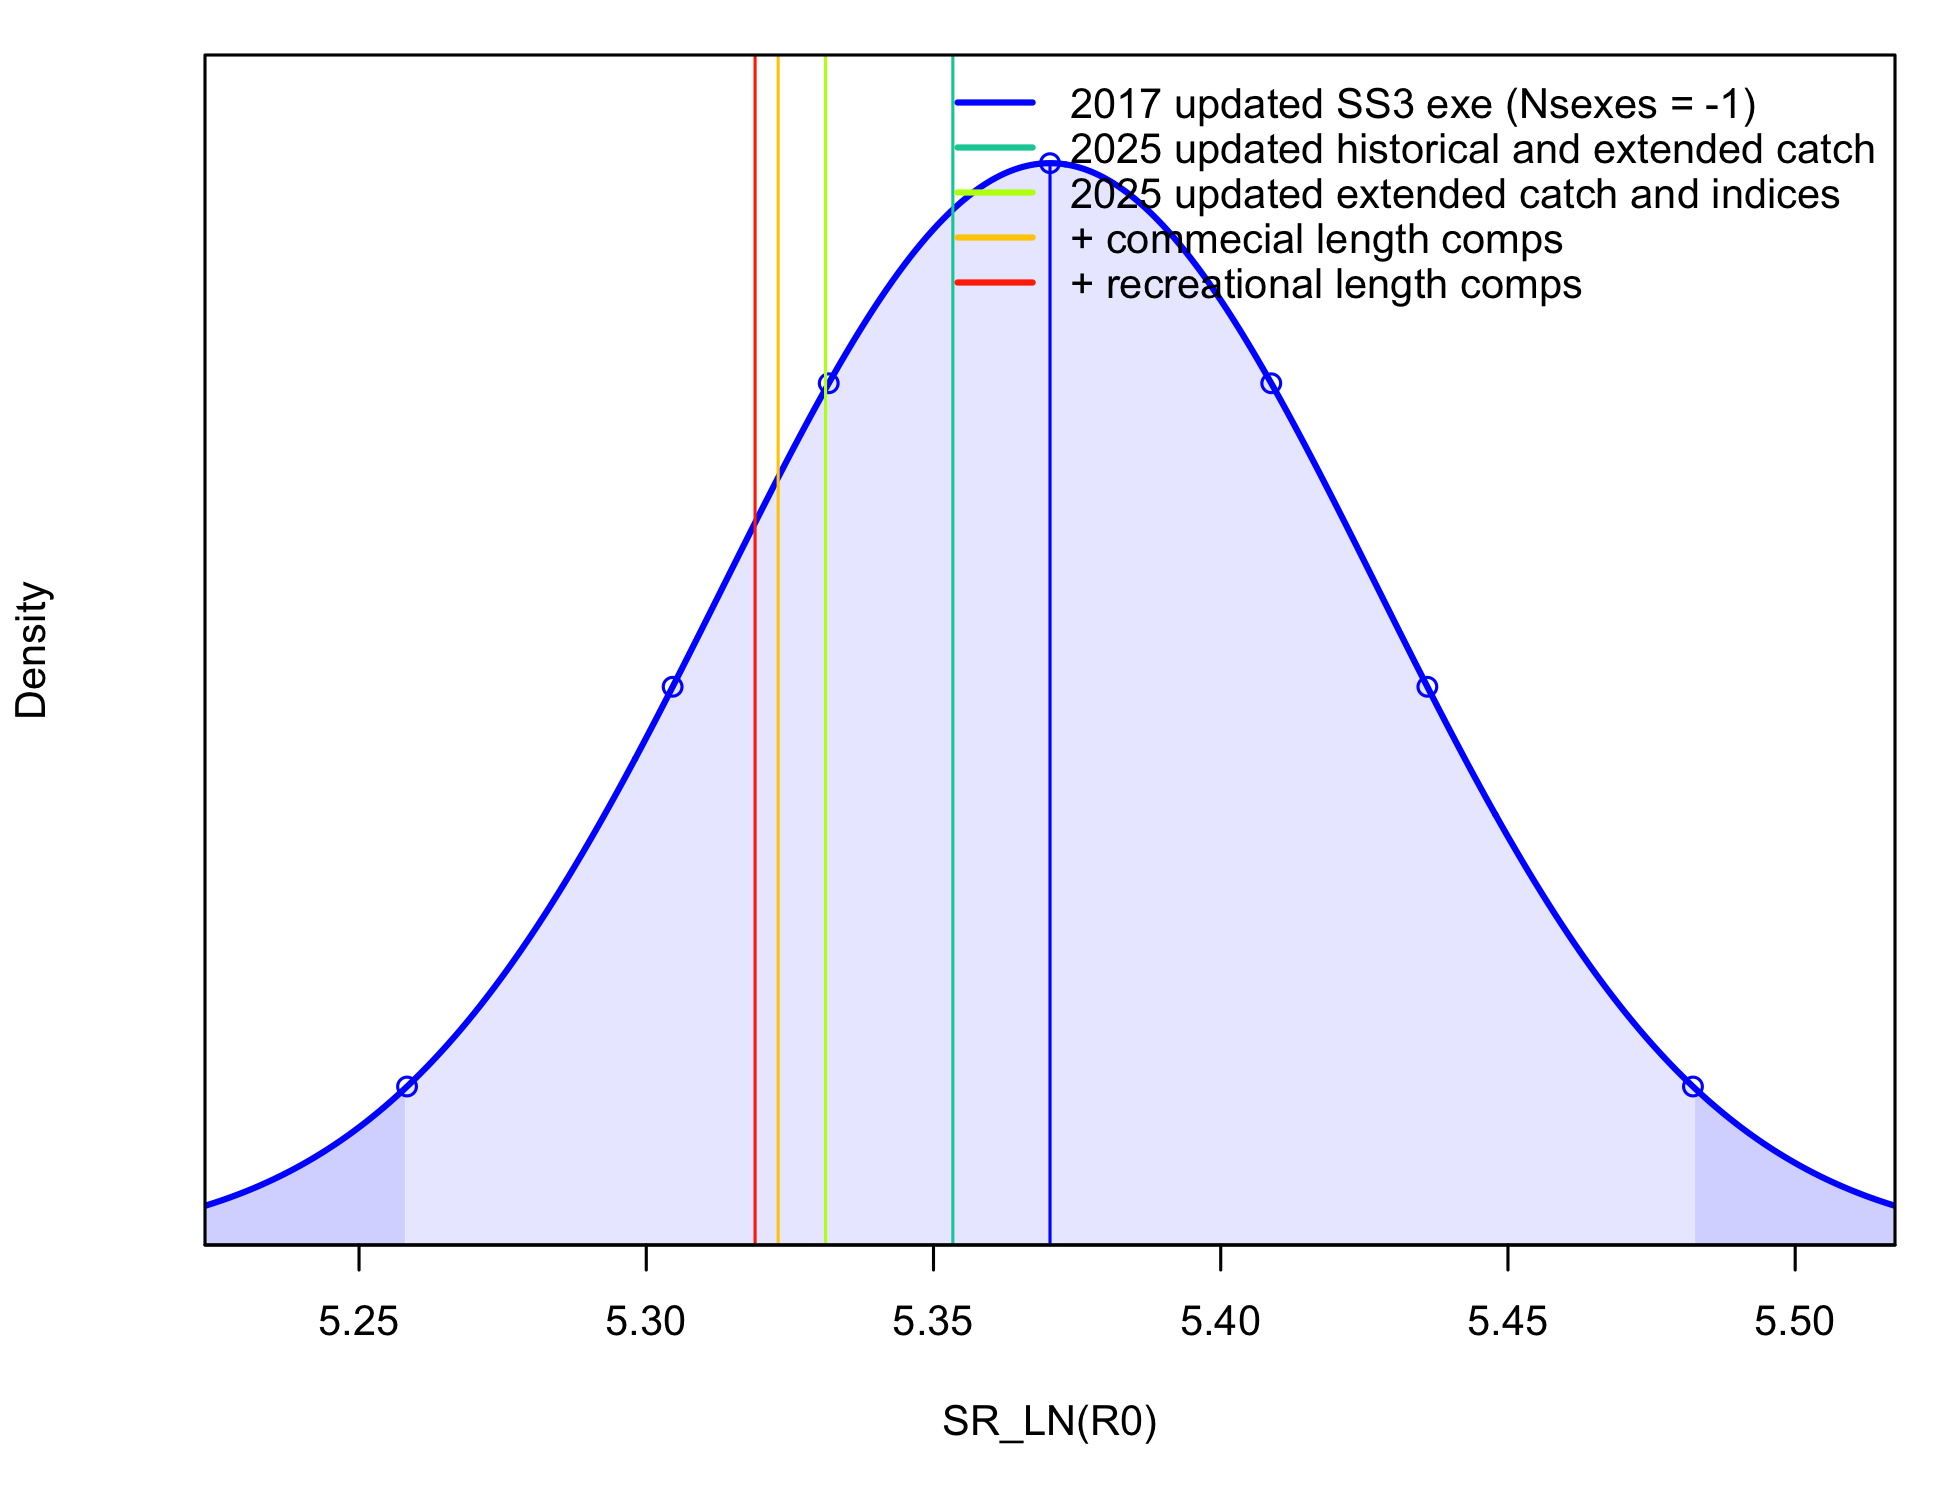 2017 updated SS3 exe (Nsexes = -1)
2025 updated historical and extended catch
2025 updated extended catch and indices
+ commecial length comps
+ recreational length comps
Density
5.25 5.30 5.35 5.40 5.45 5.50
SR_LN(R0)